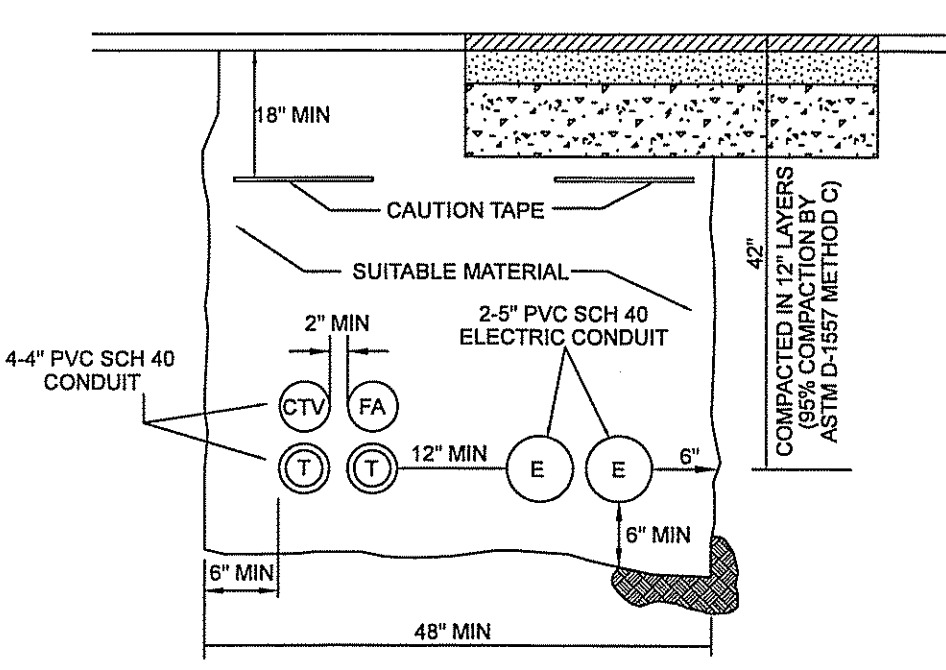 18" MIN
CAUTION TAPE
SUITABLE MATERIAL
2" MIN
2-5" PVC SCH 40
ELECTRIC CONDUIT
4-4" PVC SCH 40
CONDUIT
CTV
FA
T
T
12" MIN
E
E
6"
6" MIN
6" MIN
48" MIN
42"
COMPACTED IN 12" LAYERS
(95% COMPACTION BY
ASTM D-1557 METHOD C)